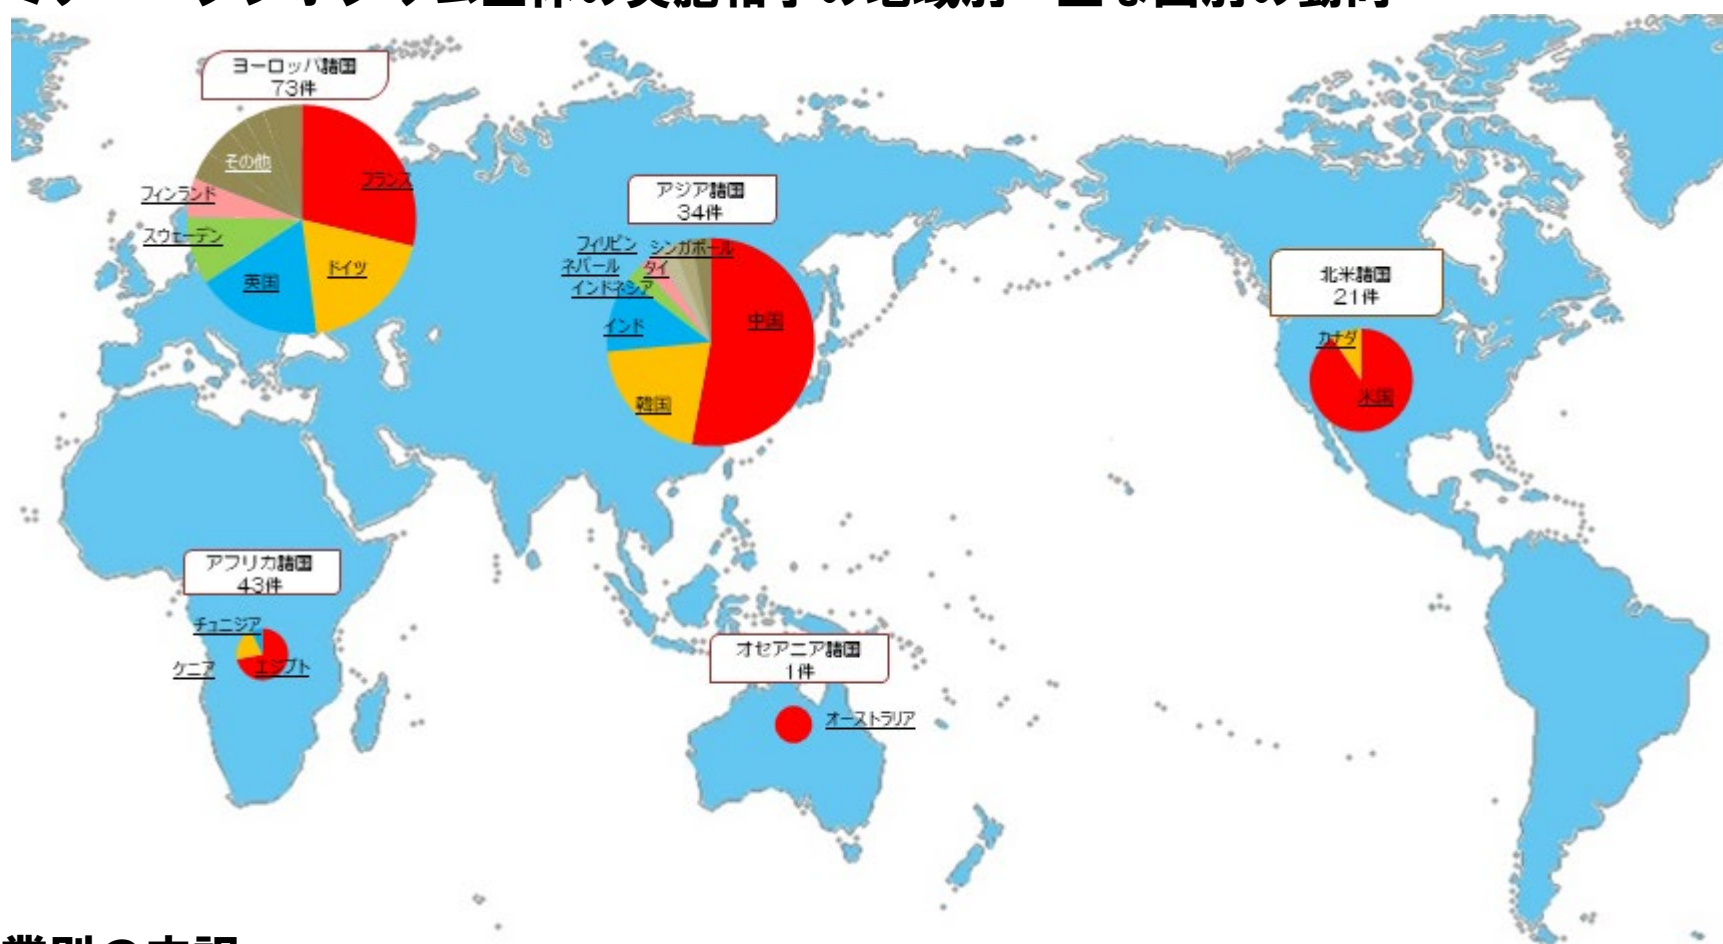 ヨーロッパ諸国
73件
その他
フランス
フィンランド
スウェーデン
ドイツ
英国
アジア諸国
34件
フィリピン
シンガポール
ネパール
タイ
インドネシア
インド
中国
韓国
北米諸国
21件
カナダ
米国
アフリカ諸国
43件
チュニジア
ケニア
エジプト
オセアニア諸国
1件
オーストラリア